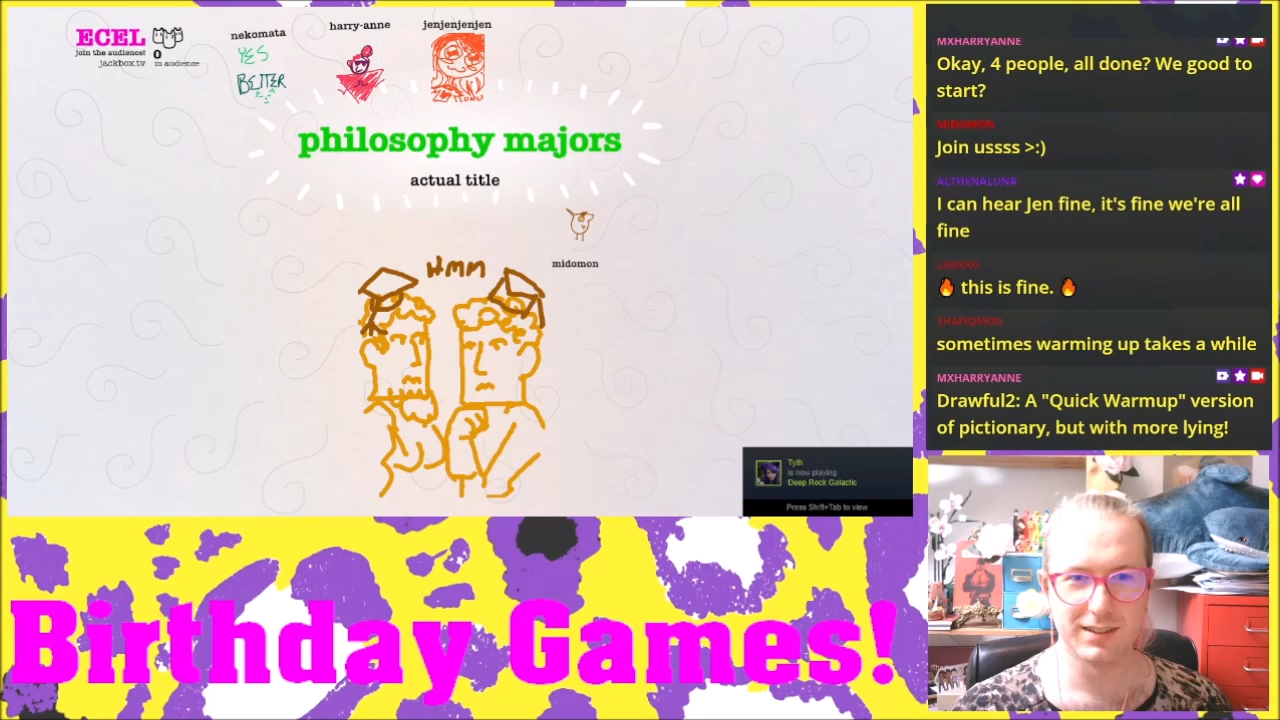 ECEL
join the audience!
jackbox.tv
0
in audience
nekomata
YES
BETTER
harry-anne
jenjenjenjen
philosophy majors
actual title
midomon
HMM
Tyth
is now playing
Deep Rock Galactic
Press Shift+Tab to view
Birthday Games!
MXHARRYANNE
Okay, 4 people, all done? We good to
start?
MIDOMON
Join ussss >:)
ALTHENALUNA
I can hear Jen fine, it's fine we're all
fine
LARKKU
🔥 this is fine. 🔥
SHAFIQMON
sometimes warming up takes a while
MXHARRYANNE
Drawful2: A "Quick Warmup" version
of pictionary, but with more lying!